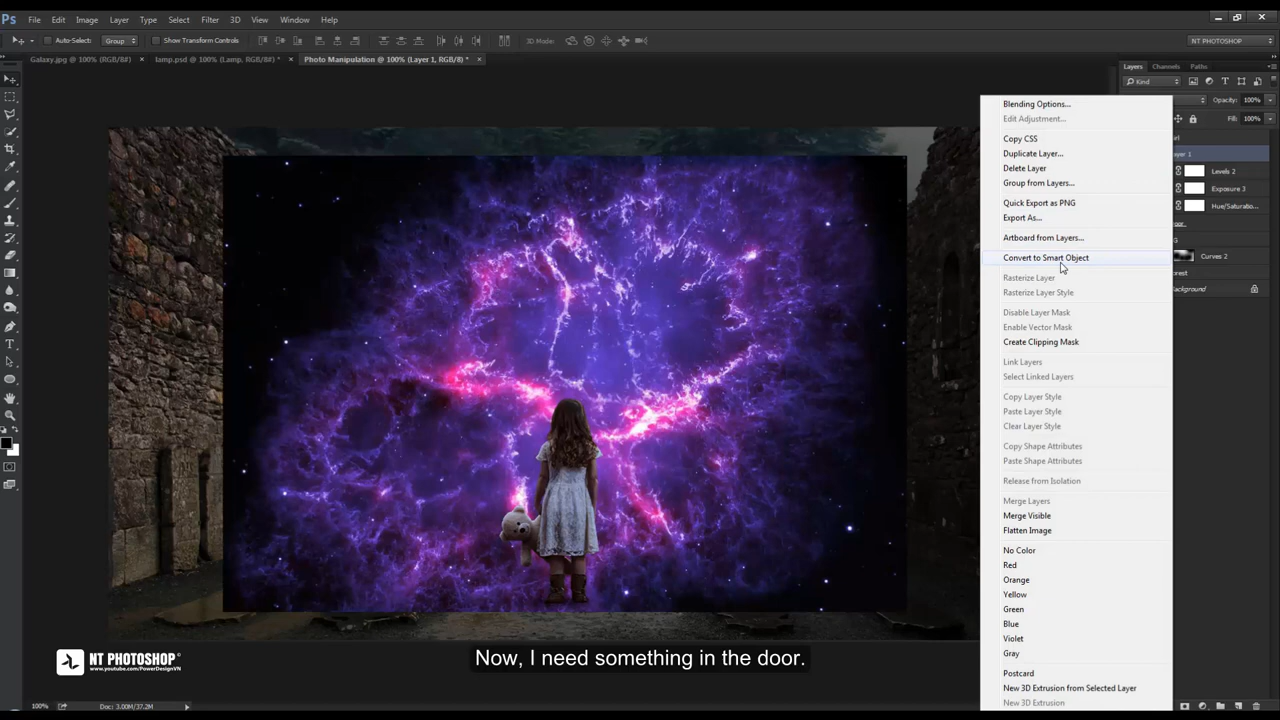 Ps File Edit Image Layer Type Select Filter 3D View Window Help
Auto-Select: Group Show Transform Controls 3D Mode: NT PHOTOSHOP
Galaxy.jpg @ 100% (RGB/8#) × lamp.psd @ 100% (Lamp, RGB/8#) * × Photo Manipulation @ 100% (Layer 1, RGB/8) * ×
Layers Channels Paths
Kind
Opacity: 100%
Fill: 100%
Levels 2
Exposure 3
Hue/Saturatio...
Curves 2
Background
Blending Options...
Edit Adjustment...
Copy CSS
Duplicate Layer...
Delete Layer
Group from Layers...
Quick Export as PNG
Export As...
Artboard from Layers...
Convert to Smart Object
Rasterize Layer
Rasterize Layer Style
Disable Layer Mask
Enable Vector Mask
Create Clipping Mask
Link Layers
Select Linked Layers
Copy Layer Style
Paste Layer Style
Clear Layer Style
Copy Shape Attributes
Paste Shape Attributes
Release from Isolation
Merge Layers
Merge Visible
Flatten Image
No Color
Red
Orange
Yellow
Green
Blue
Violet
Gray
Postcard
New 3D Extrusion from Selected Layer
New 3D Extrusion
NT PHOTOSHOP
www.youtube.com/PowerDesignVN
Now, I need something in the door.
100% Doc: 3.00M/37.2M